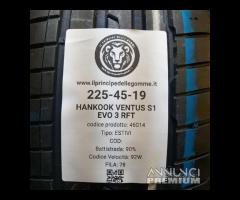 www.ilprincipedellegomme.it
225-45-19
HANKOOK VENTUS S1
EVO 3 RFT
codice prodotto: 46014
Tipo: ESTIVI
COD:
Battistrada: 90%
Codice Velocità: 92W
FILA: 78
ANNUNCI
PREMIUM